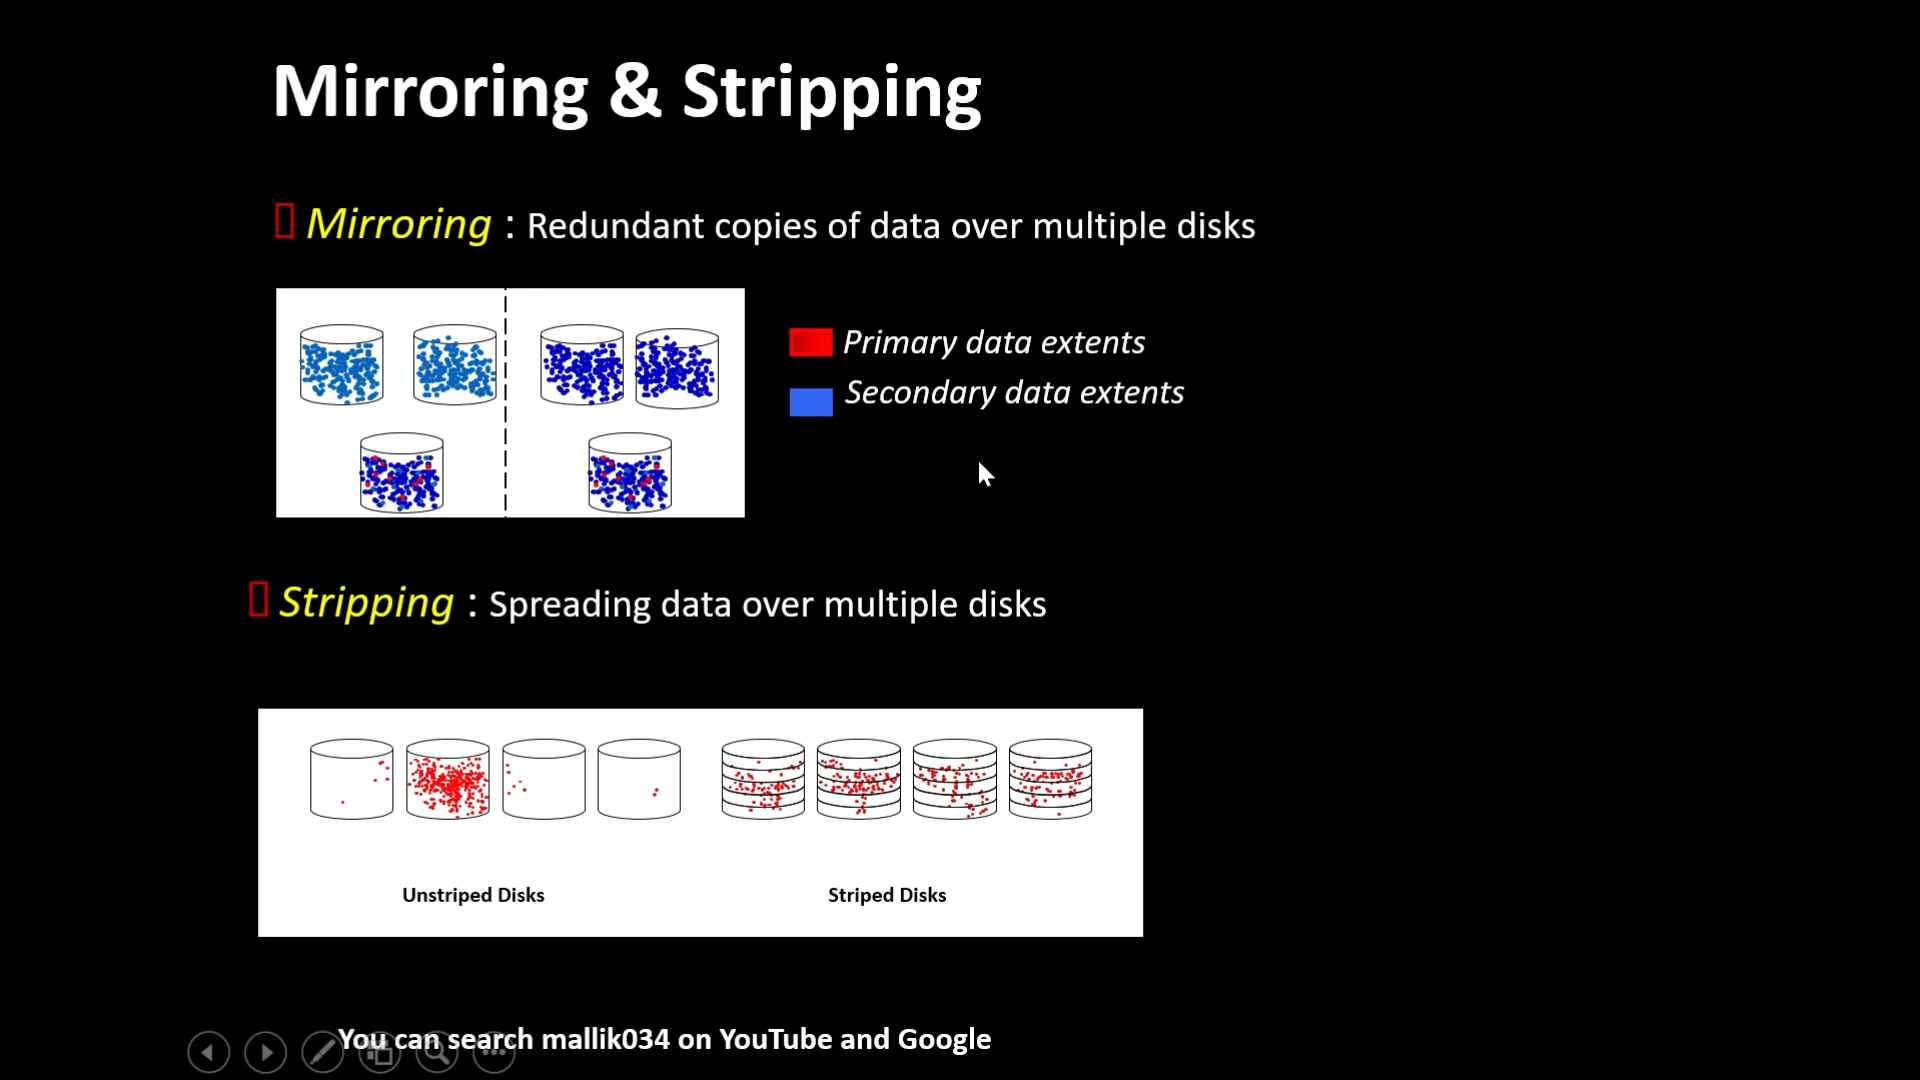 Mirroring & Stripping
Mirroring : Redundant copies of data over multiple disks
Primary data extents
Secondary data extents
Stripping : Spreading data over multiple disks
Unstriped Disks
Striped Disks
You can search mallik034 on YouTube and Google